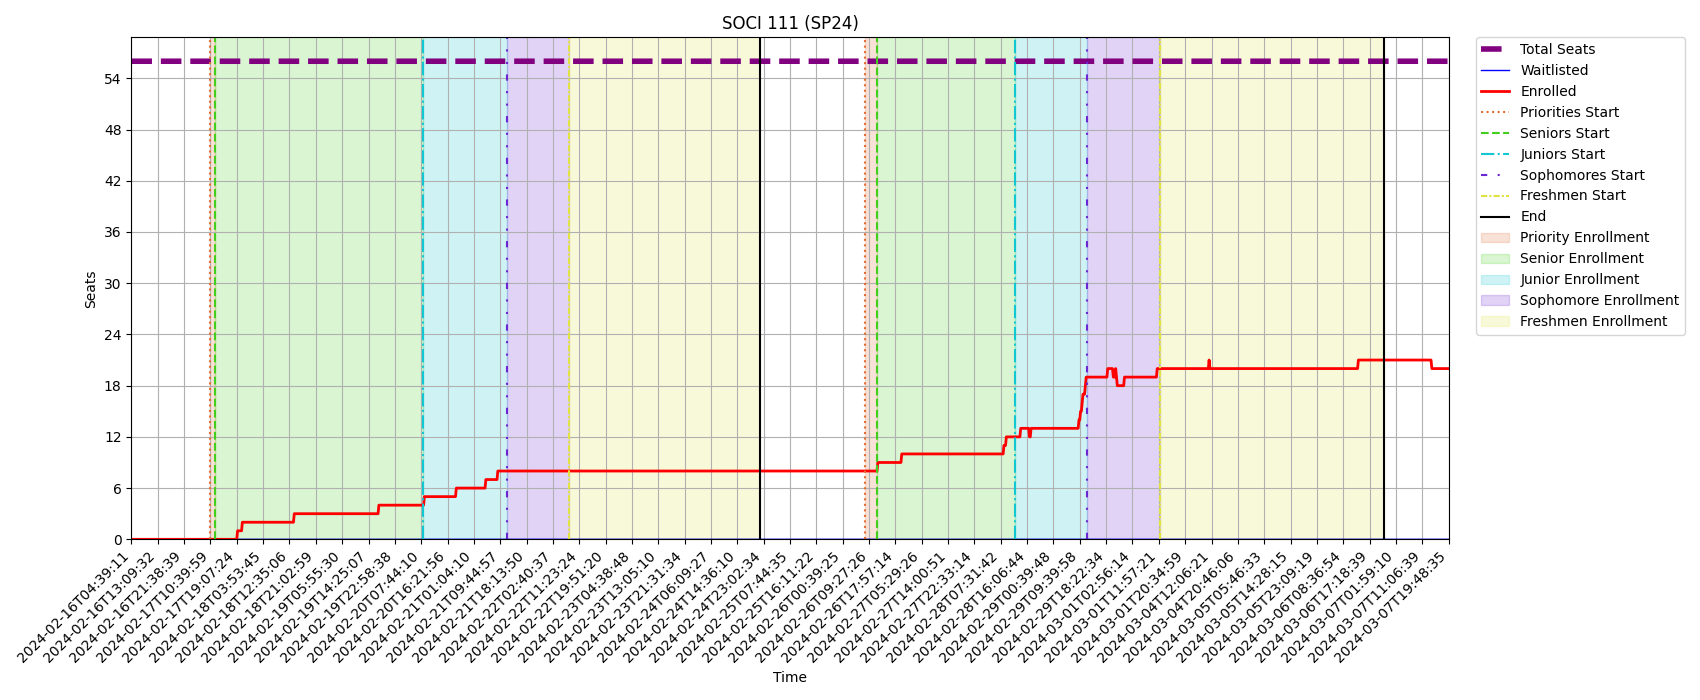 SOCI 111 (SP24)
Total Seats
Waitlisted
Enrolled
Priorities Start
Seniors Start
Juniors Start
Sophomores Start
Freshmen Start
End
Priority Enrollment
Senior Enrollment
Junior Enrollment
Sophomore Enrollment
Freshmen Enrollment
Seats
54
48
42
36
30
24
18
12
6
0
2024-02-16T04:39:11
2024-02-16T13:09:32
2024-02-16T21:38:39
2024-02-17T10:39:59
2024-02-17T19:07:24
2024-02-18T03:53:45
2024-02-18T12:35:06
2024-02-18T21:02:59
2024-02-19T05:55:30
2024-02-19T14:25:07
2024-02-19T22:58:38
2024-02-20T07:44:10
2024-02-20T16:21:56
2024-02-21T01:04:10
2024-02-21T09:44:57
2024-02-21T18:13:50
2024-02-22T02:40:37
2024-02-22T11:23:24
2024-02-22T19:51:20
2024-02-23T04:38:48
2024-02-23T13:05:10
2024-02-23T21:31:34
2024-02-24T06:09:27
2024-02-24T14:36:10
2024-02-24T23:02:34
2024-02-25T07:44:35
2024-02-25T16:11:22
2024-02-26T00:39:25
2024-02-26T09:27:26
2024-02-26T17:57:14
2024-02-27T05:29:26
2024-02-27T14:00:51
2024-02-27T22:33:14
2024-02-28T07:31:42
2024-02-28T16:06:44
2024-02-29T00:39:48
2024-02-29T09:39:58
2024-02-29T18:22:34
2024-03-01T02:56:14
2024-03-01T11:57:21
2024-03-01T20:34:59
2024-03-04T12:06:21
2024-03-04T20:46:06
2024-03-05T05:46:33
2024-03-05T14:28:15
2024-03-05T23:09:19
2024-03-06T08:36:54
2024-03-06T17:18:39
2024-03-07T01:59:10
2024-03-07T11:06:39
2024-03-07T19:48:35
Time